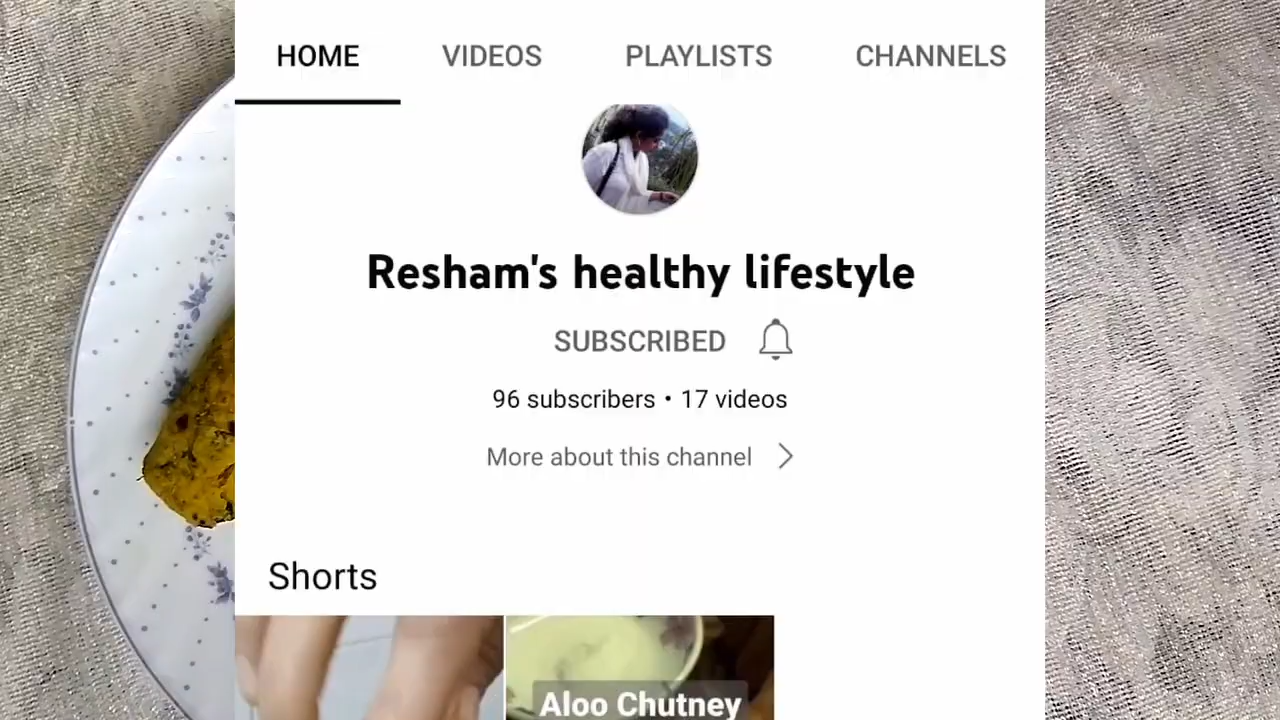 HOME VIDEOS PLAYLISTS CHANNELS
Resham's healthy lifestyle
SUBSCRIBED
96 subscribers • 17 videos
More about this channel
Shorts
Aloo Chutney